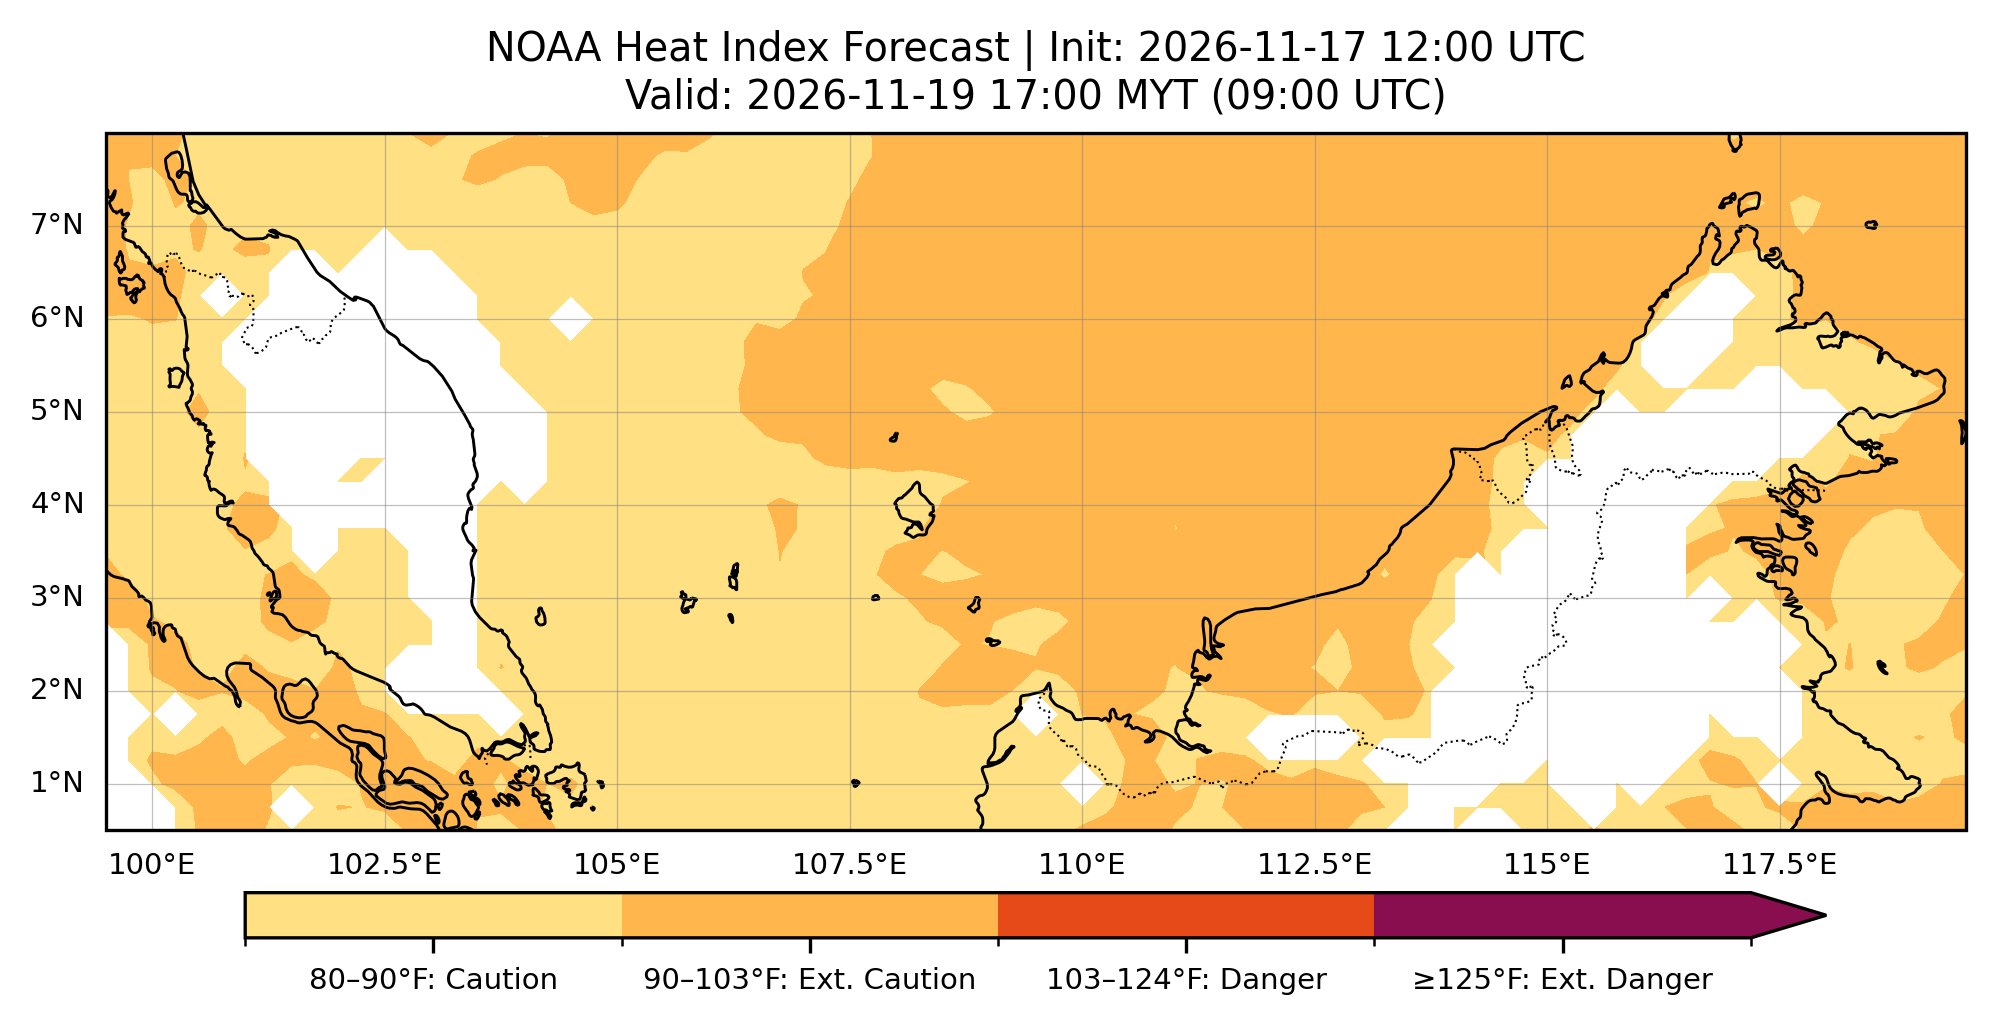 NOAA Heat Index Forecast | Init: 2026-11-17 12:00 UTC
Valid: 2026-11-19 17:00 MYT (09:00 UTC)
7°N
6°N
5°N
4°N
3°N
2°N
1°N
100°E
102.5°E
105°E
107.5°E
110°E
112.5°E
115°E
117.5°E
80–90°F: Caution
90–103°F: Ext. Caution
103–124°F: Danger
≥125°F: Ext. Danger